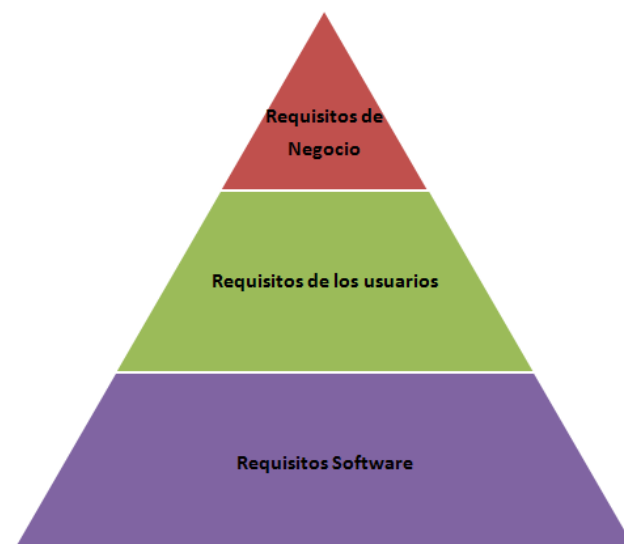 Requisitos de
Negocio
Requisitos de los usuarios
Requisitos Software